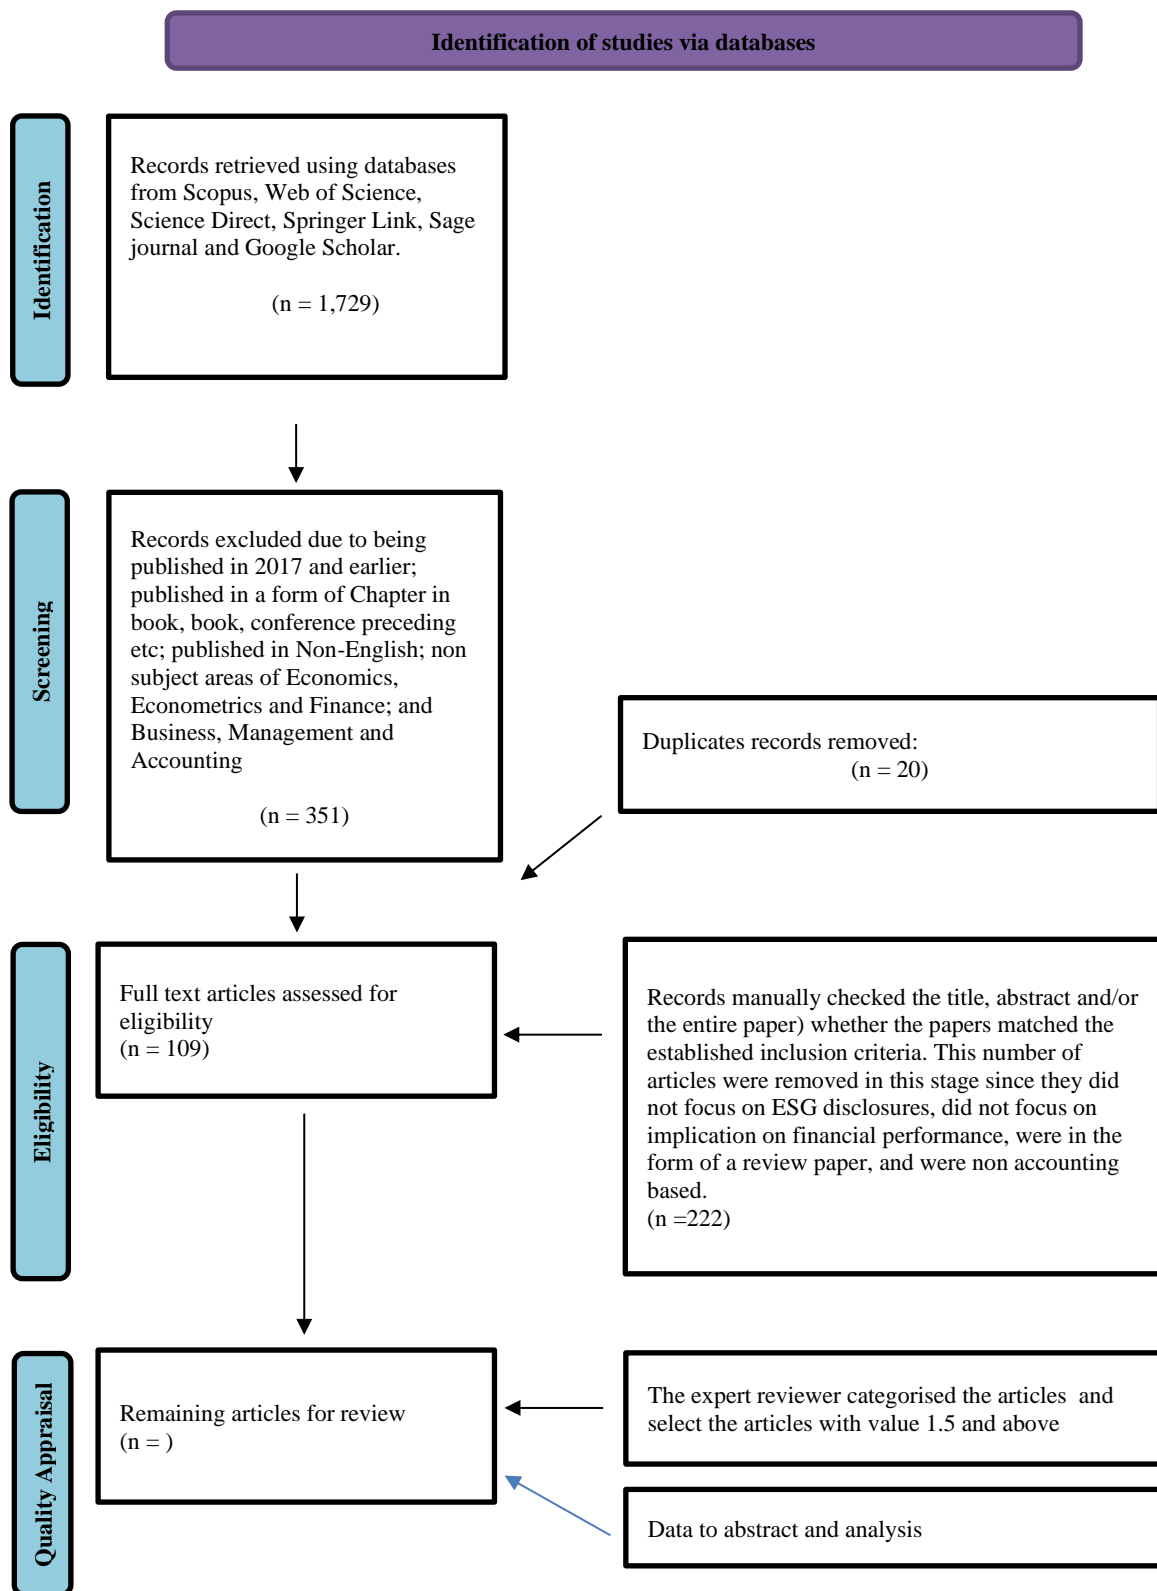 Identification of studies via databases
Identification
Records retrieved using databases
from Scopus, Web of Science,
Science Direct, Springer Link, Sage
journal and Google Scholar.
(n = 1,729)
Screening
Records excluded due to being
published in 2017 and earlier;
published in a form of Chapter in
book, book, conference preceding
etc; published in Non-English; non
subject areas of Economics,
Econometrics and Finance; and
Business, Management and
Accounting
(n = 351)
Duplicates records removed:
(n = 20)
Eligibility
Full text articles assessed for
eligibility
(n = 109)
Records manually checked the title, abstract and/or
the entire paper) whether the papers matched the
established inclusion criteria. This number of
articles were removed in this stage since they did
not focus on ESG disclosures, did not focus on
implication on financial performance, were in the
form of a review paper, and were non accounting
based.
(n =222)
Quality Appraisal
Remaining articles for review
(n = )
The expert reviewer categorised the articles  and
select the articles with value 1.5 and above
Data to abstract and analysis